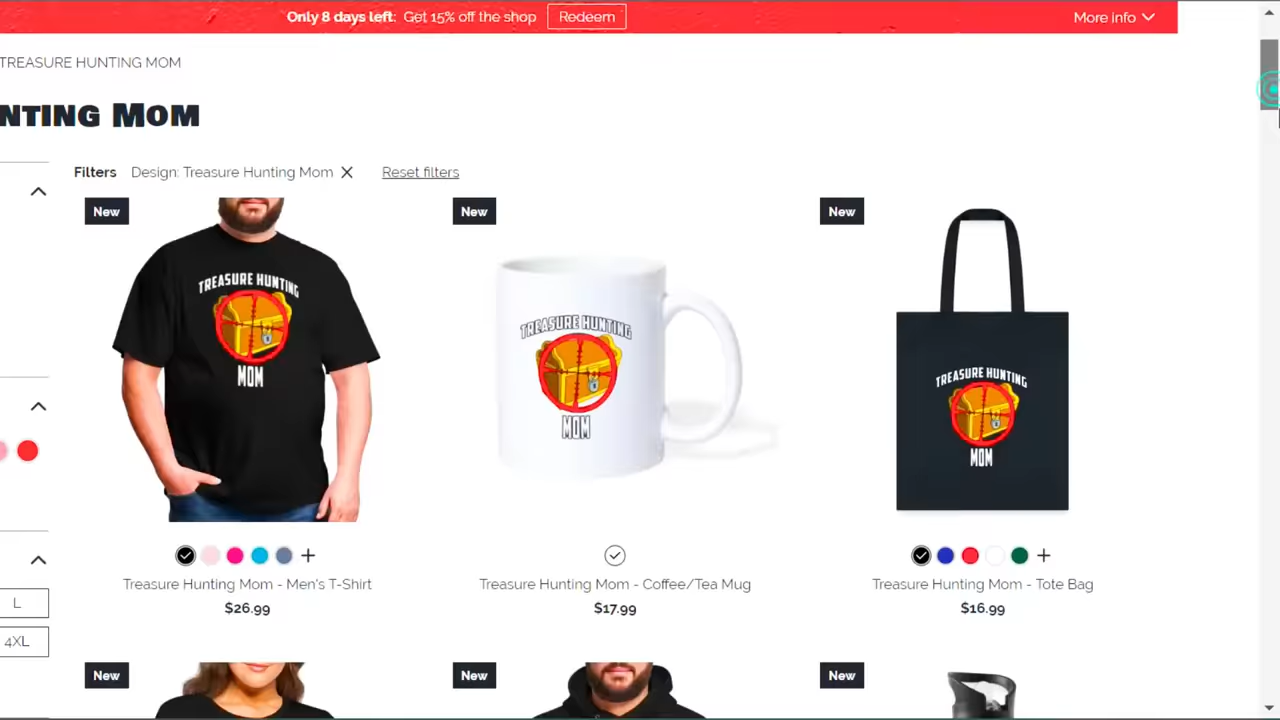 Only 8 days left: Get 15% off the shop Redeem More info
TREASURE HUNTING MOM
NTING MOM
Filters Design: Treasure Hunting Mom Reset filters
New New New
TREASURE HUNTING
MOM
TREASURE HUNTING
MOM
TREASURE HUNTING
MOM
Treasure Hunting Mom - Men's T-Shirt
$26.99
Treasure Hunting Mom - Coffee/Tea Mug
$17.99
Treasure Hunting Mom - Tote Bag
$16.99
L
4XL
New New New